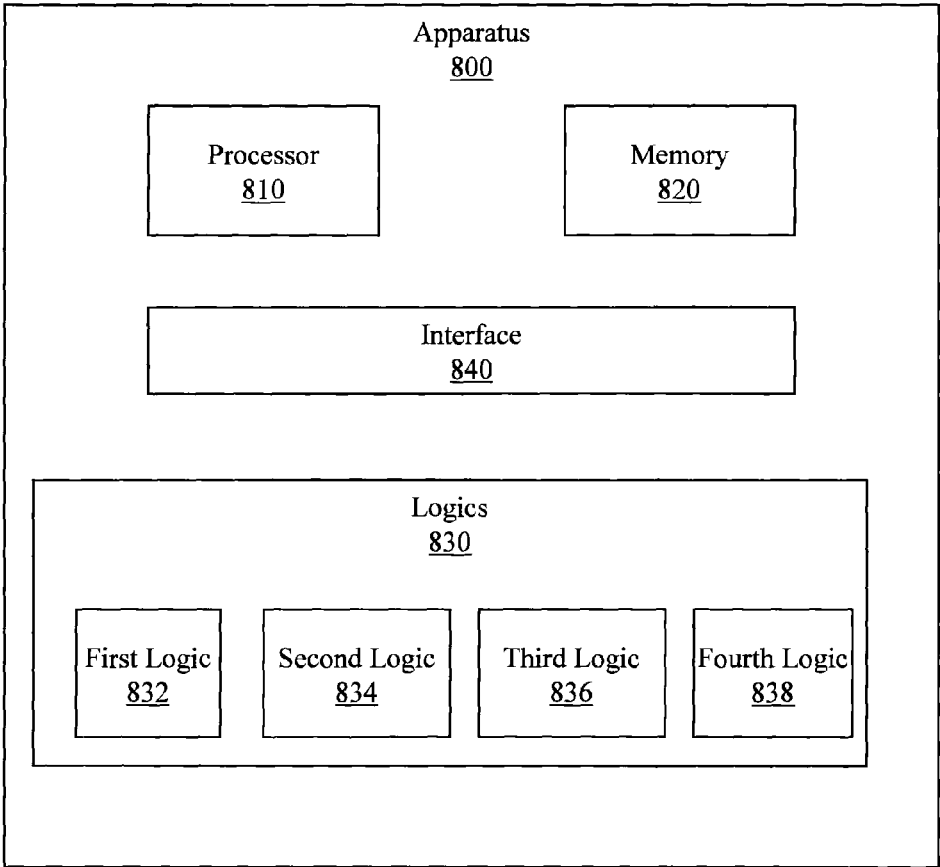 Apparatus
800
Processor
810
Memory
820
Interface
840
Logics
830
First Logic
832
Second Logic
834
Third Logic
836
Fourth Logic
838